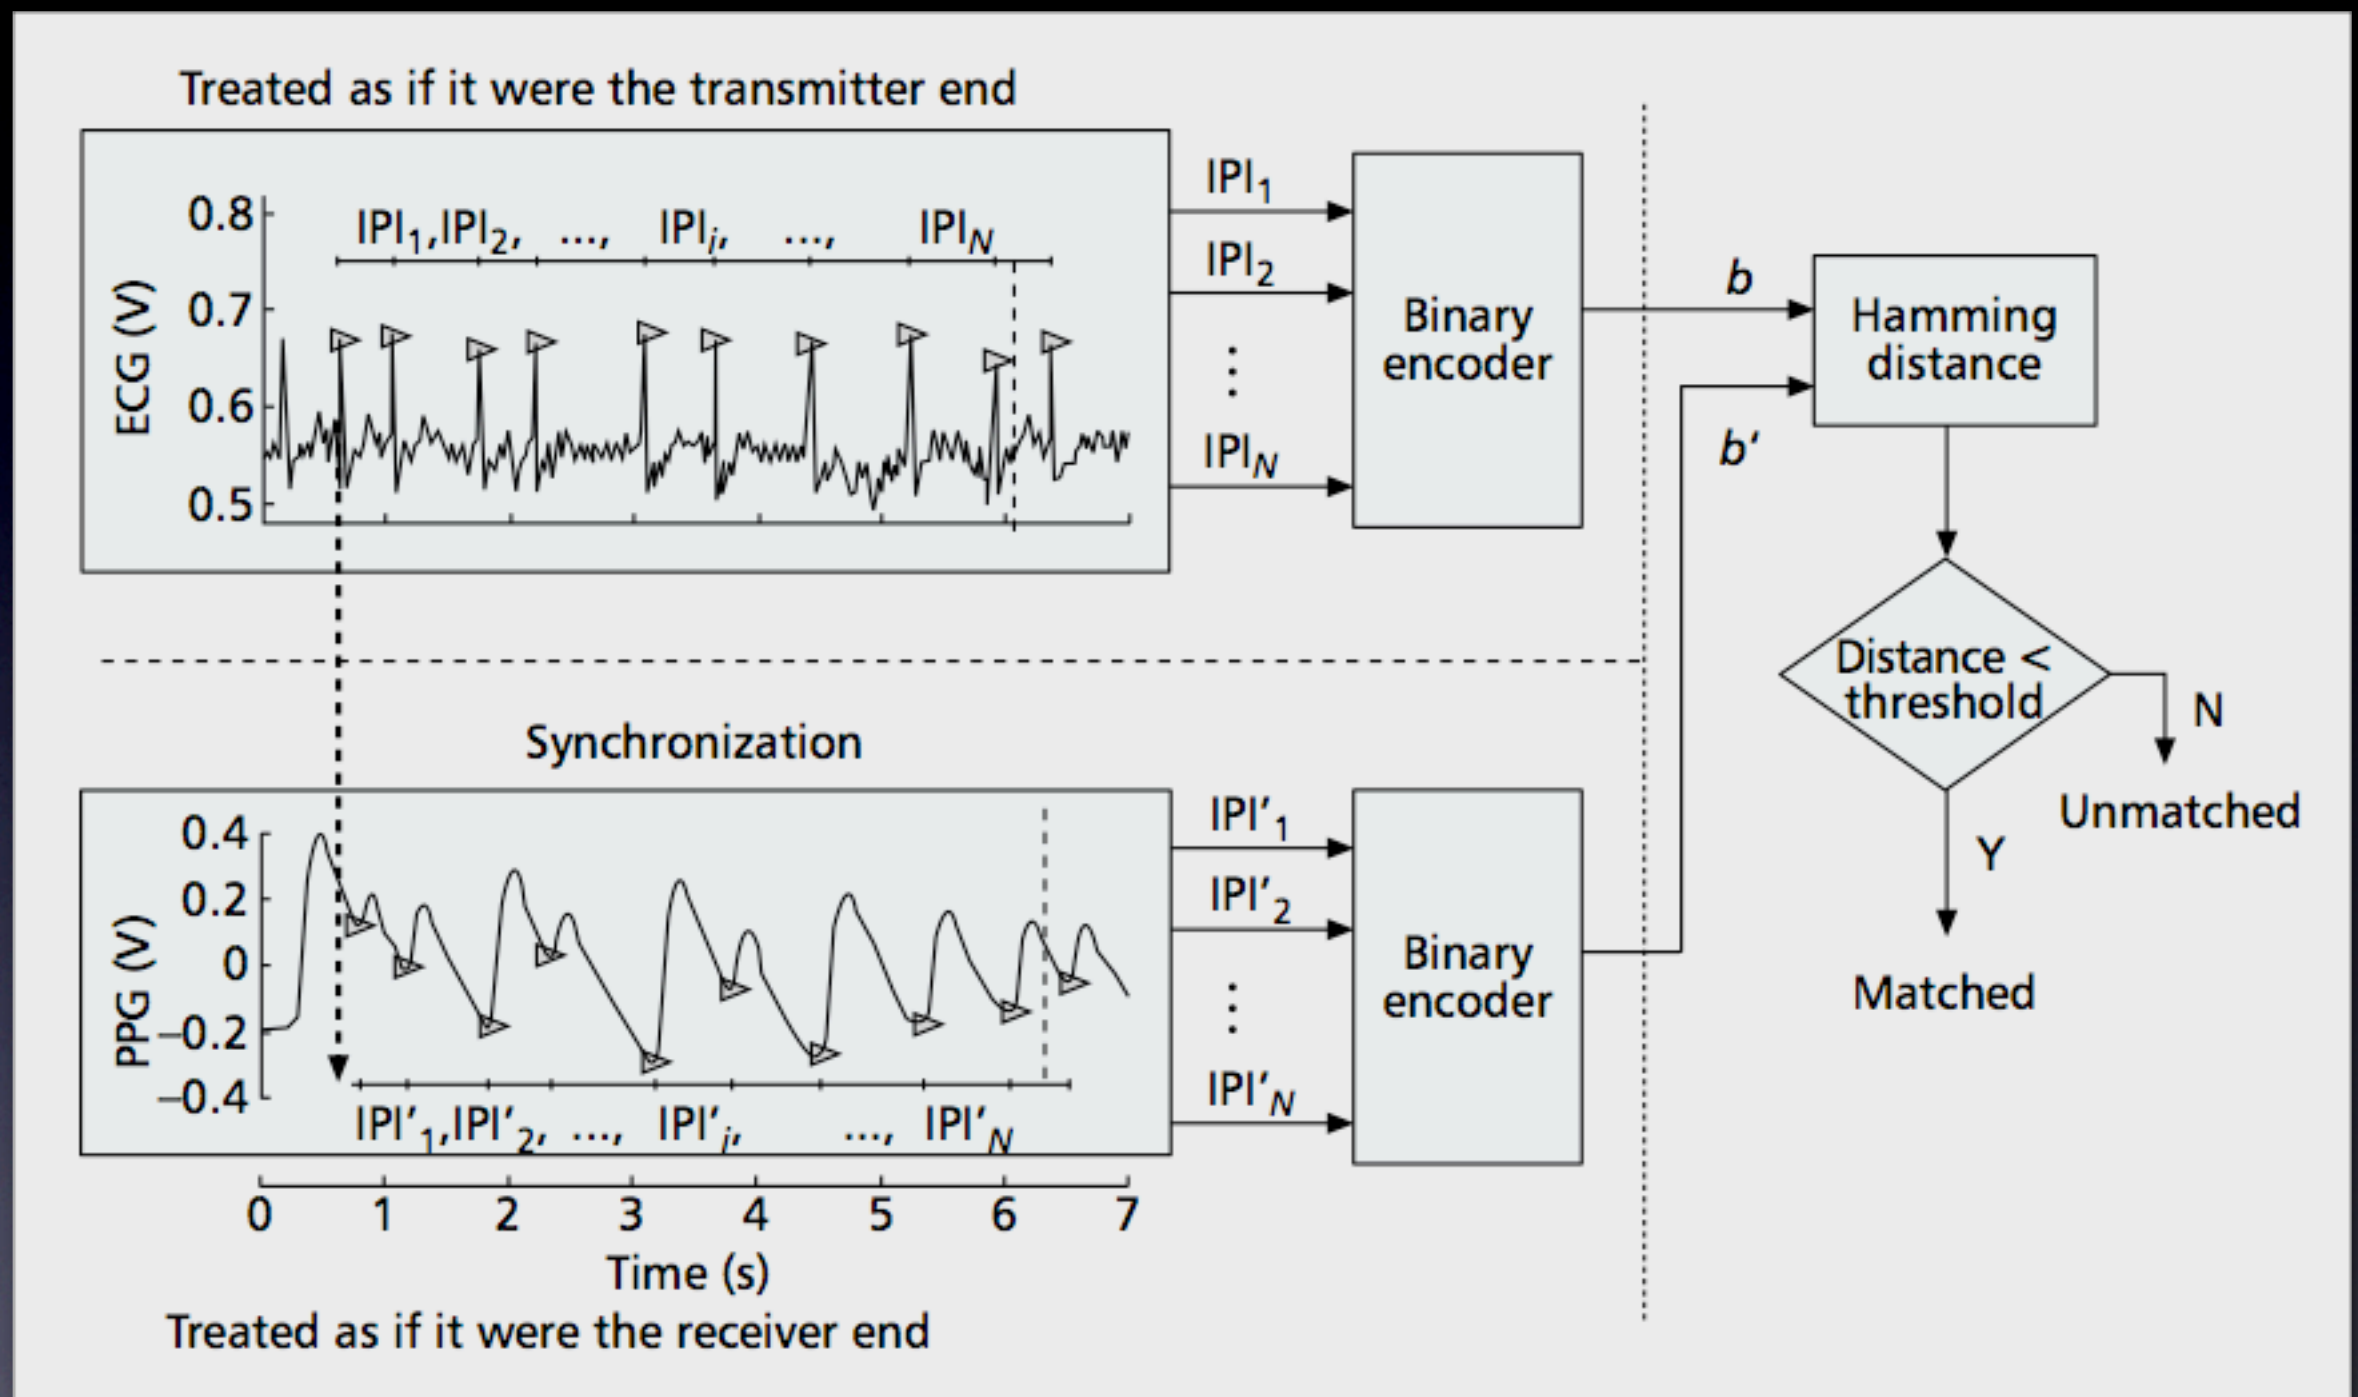 Treated as if it were the transmitter end
ECG (V)
0.8
0.7
0.6
0.5
IPI1, IPI2, ..., IPIi, ..., IPIN
IPI1
IPI2
⋮
IPIN
Binary
encoder
b
b'
Hamming
distance
Distance <
threshold
N
Unmatched
Y
Matched
Synchronization
PPG (V)
0.4
0.2
0
–0.2
–0.4
IPI'1, IPI'2, ..., IPI'i, ..., IPI'N
IPI'1
IPI'2
⋮
IPI'N
Binary
encoder
0 1 2 3 4 5 6 7
Time (s)
Treated as if it were the receiver end